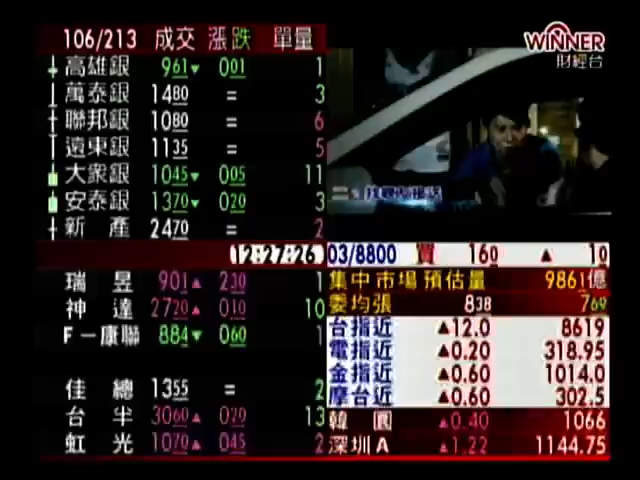 106/213 成交 漲跌 單量
高雄銀 961▼ 001 1
萬泰銀 1480 = 3
聯邦銀 1080 = 6
遠東銀 1135 = 5
大眾銀 1045▼ 005 11
安泰銀 1370▼ 020 3
新產 2470 = 2
WINNER
財經台
12:27:26
03/8800 買 160 ▲ 10
瑞昱 901▲ 230 1
神達 2720▲ 010 10
F－康聯 884▼ 060 1
佳總 1355 = 2
台半 3060▲ 020 13
虹光 1070▲ 045 2
集中市場預估量 9861億
委均張 838 769
台指近 ▲12.0 8619
電指近 ▲0.20 318.95
金指近 ▲0.60 1014.0
摩台近 ▲0.60 302.5
韓圓 ▲0.40 1066
深圳A ▲1.22 1144.75